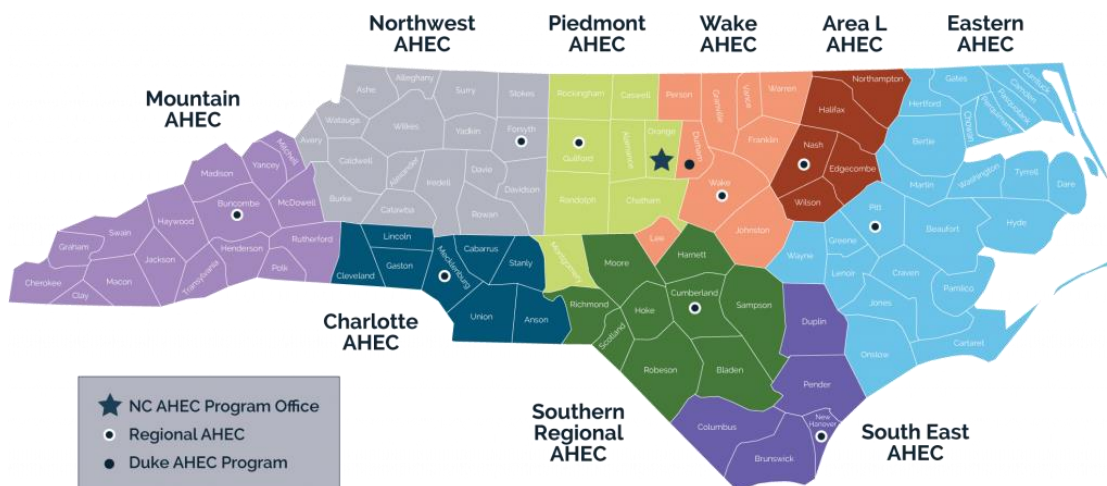 Northwest
AHEC
Piedmont
AHEC
Wake
AHEC
Area L
AHEC
Eastern
AHEC
Mountain
AHEC
Charlotte
AHEC
Southern
Regional
AHEC
South East
AHEC
Ashe
Alleghany
Surry
Stokes
Watauga
Wilkes
Yadkin
Forsyth
Avery
Caldwell
Alexander
Iredell
Davie
Davidson
Burke
Catawba
Rowan
Rockingham
Caswell
Guilford
Alamance
Orange
Randolph
Chatham
Montgomery
Person
Granville
Vance
Warren
Durham
Franklin
Wake
Johnston
Lee
Northampton
Halifax
Nash
Edgecombe
Wilson
Gates
Hertford
Currituck
Camden
Pasquotank
Perquimans
Chowan
Bertie
Martin
Washington
Tyrrell
Dare
Pitt
Beaufort
Hyde
Greene
Wayne
Lenoir
Craven
Pamlico
Jones
Onslow
Carteret
Mitchell
Yancey
Madison
Buncombe
McDowell
Haywood
Swain
Graham
Rutherford
Henderson
Jackson
Polk
Transylvania
Cherokee
Macon
Clay
Cleveland
Lincoln
Gaston
Mecklenburg
Cabarrus
Stanly
Union
Anson
Moore
Harnett
Richmond
Hoke
Cumberland
Sampson
Scotland
Robeson
Bladen
Duplin
Pender
New
Hanover
Columbus
Brunswick
NC AHEC Program Office
Regional AHEC
Duke AHEC Program